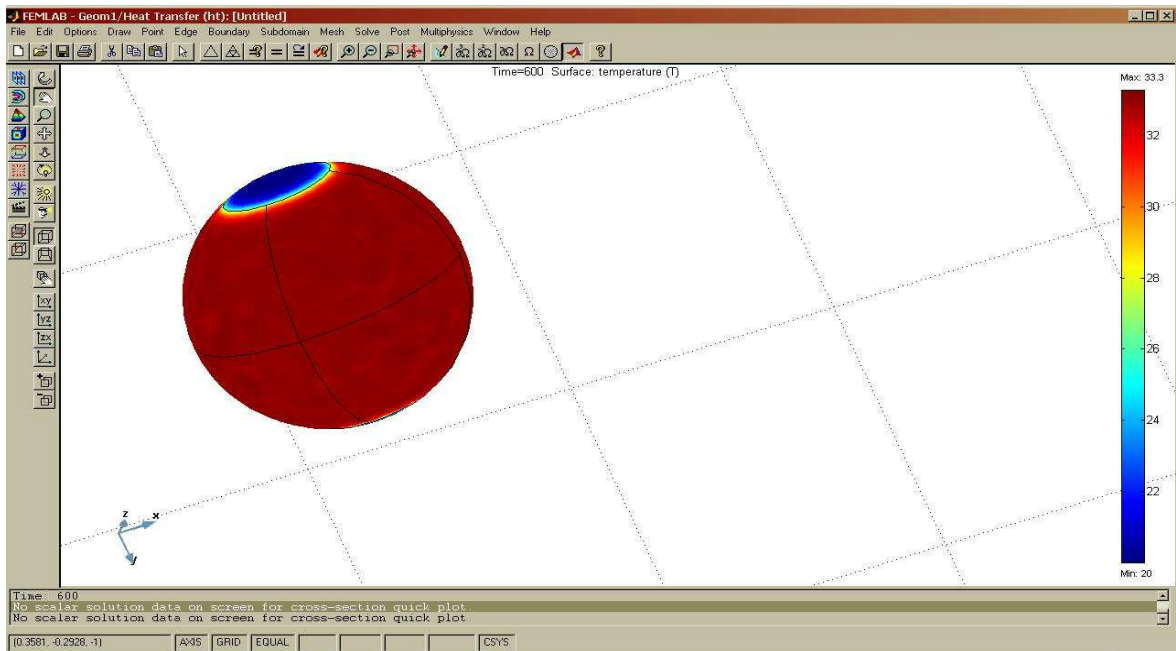 FEMLAB - Geom1/Heat Transfer (ht): [Untitled]
File Edit Options Draw Point Edge Boundary Subdomain Mesh Solve Post Multiphysics Window Help
Time=600 Surface: temperature (T)
Max: 33.3
32
30
28
26
24
22
Min: 20
xy
yz
zx
z
x
y
Time: 600
No scalar solution data on screen for cross-section quick plot.
No scalar solution data on screen for cross-section quick plot.
(0.3581, -0.2928, -1) AXIS GRID EQUAL CSYS